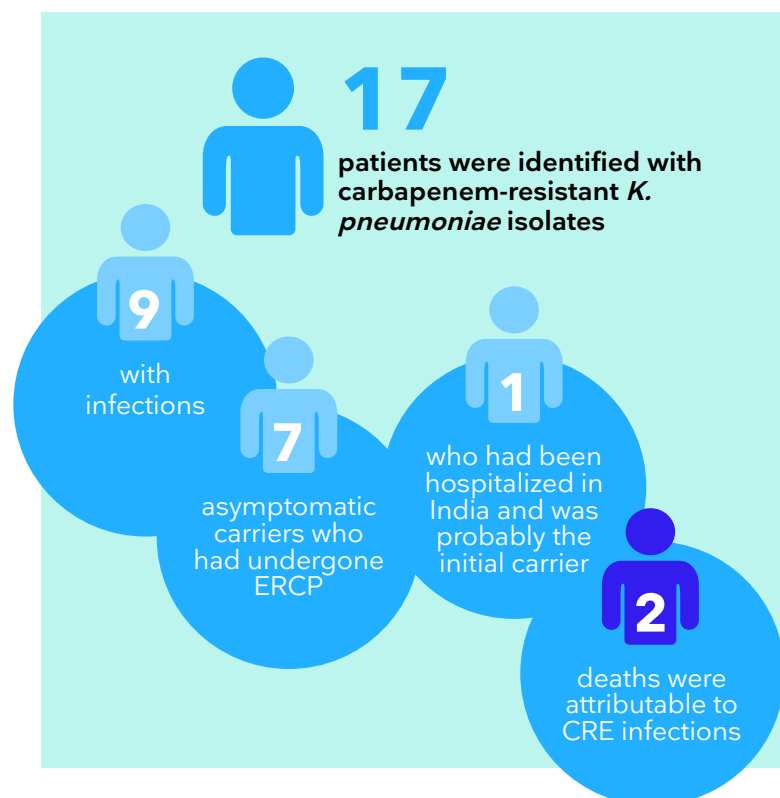 17
patients were identified with
carbapenem-resistant K.
pneumoniae isolates
9
with
infections
7
asymptomatic
carriers who
had undergone
ERCP
1
who had been
hospitalized in
India and was
probably the
initial carrier
2
deaths were
attributable to
CRE infections